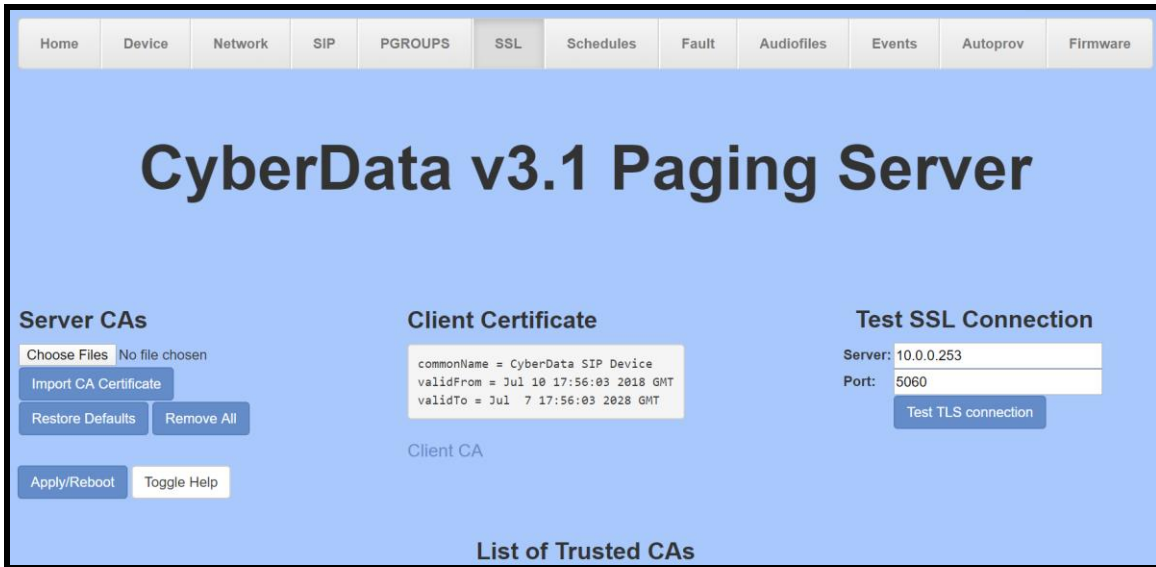 Home Device Network SIP PGROUPS SSL Schedules Fault Audiofiles Events Autoprov Firmware
CyberData v3.1 Paging Server
Server CAs
Choose Files No file chosen
Import CA Certificate
Restore Defaults Remove All
Apply/Reboot Toggle Help
Client Certificate
commonName = CyberData SIP Device
validFrom = Jul 10 17:56:03 2018 GMT
validTo = Jul  7 17:56:03 2028 GMT
Client CA
Test SSL Connection
Server: 10.0.0.253
Port: 5060
Test TLS connection
List of Trusted CAs